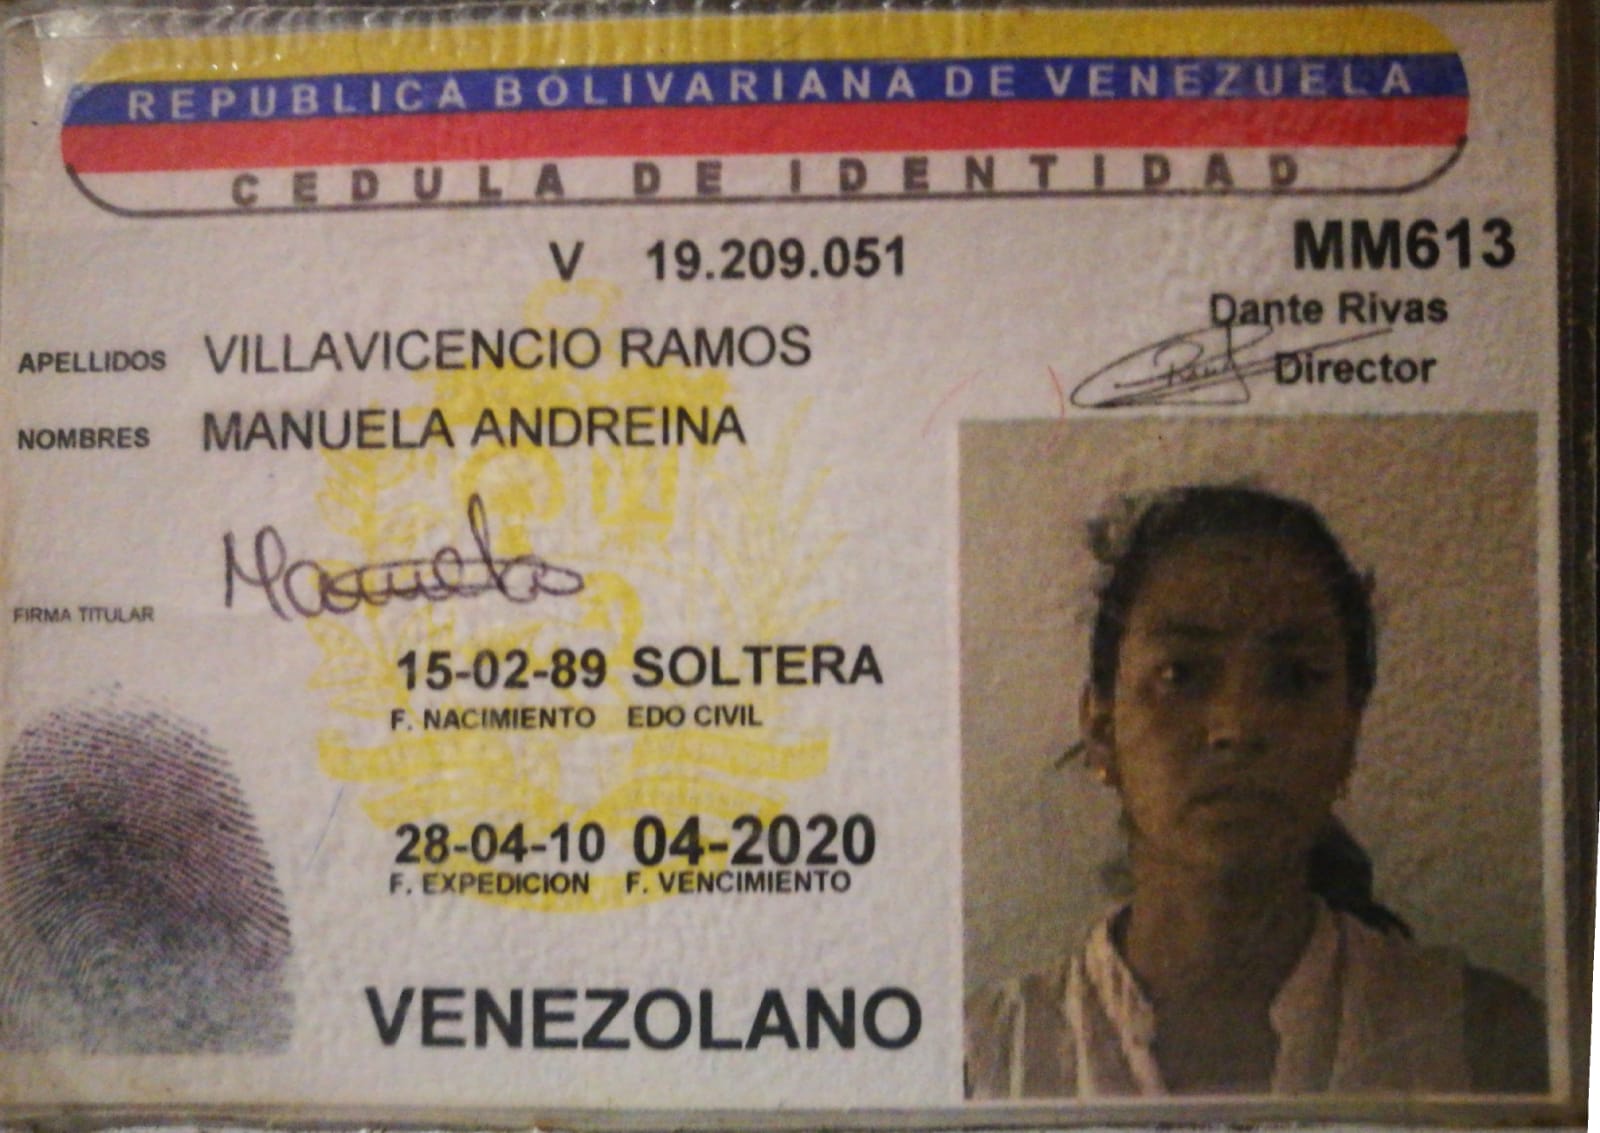 REPUBLICA BOLIVARIANA DE VENEZUELA
CEDULA DE IDENTIDAD
V 19.209.051
MM613
Dante Rivas
Director
APELLIDOS VILLAVICENCIO RAMOS
NOMBRES MANUELA ANDREINA
Manuela
FIRMA TITULAR
15-02-89 SOLTERA
F. NACIMIENTO EDO CIVIL
28-04-10 04-2020
F. EXPEDICION F. VENCIMIENTO
VENEZOLANO